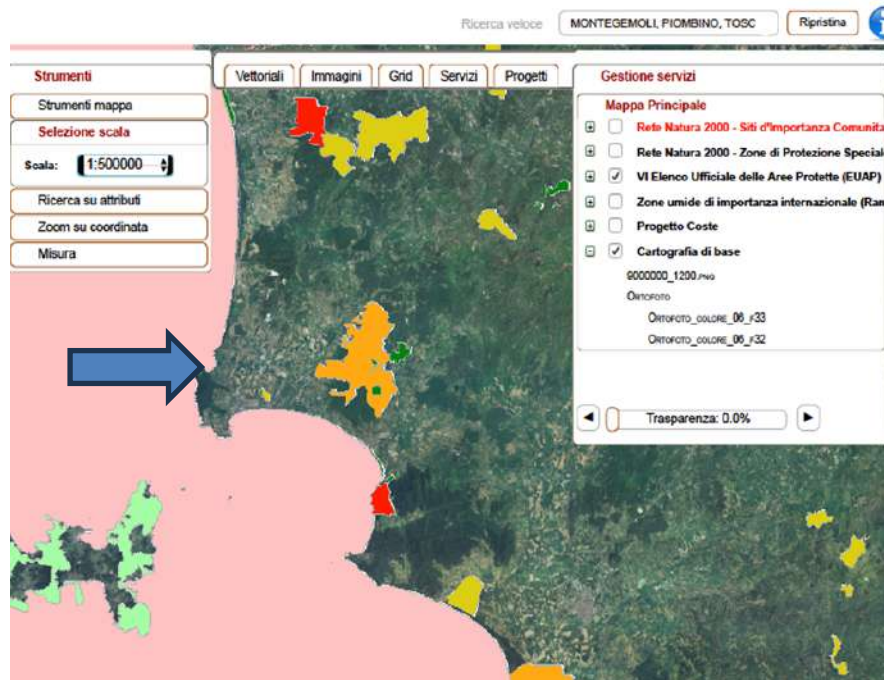 Ricerca veloce MONTEGEMOLI, PIOMBINO, TOSC Ripristina
Strumenti
Strumenti mappa
Selezione scala
Scala: 1:500000
Ricerca su attributi
Zoom su coordinata
Misura
Vettoriali Immagini Grid Servizi Progetti
Gestione servizi
Mappa Principale
Rete Natura 2000 - Siti d'Importanza Comunita
Rete Natura 2000 - Zone di Protezione Speciale
VI Elenco Ufficiale delle Aree Protette (EUAP)
Zone umide di importanza internazionale (Ram
Progetto Coste
Cartografia di base
9000000_1200.PNG
ORTOFOTO
ORTOFOTO_COLORE_06_F33
ORTOFOTO_COLORE_06_F32
Trasparenza: 0.0%